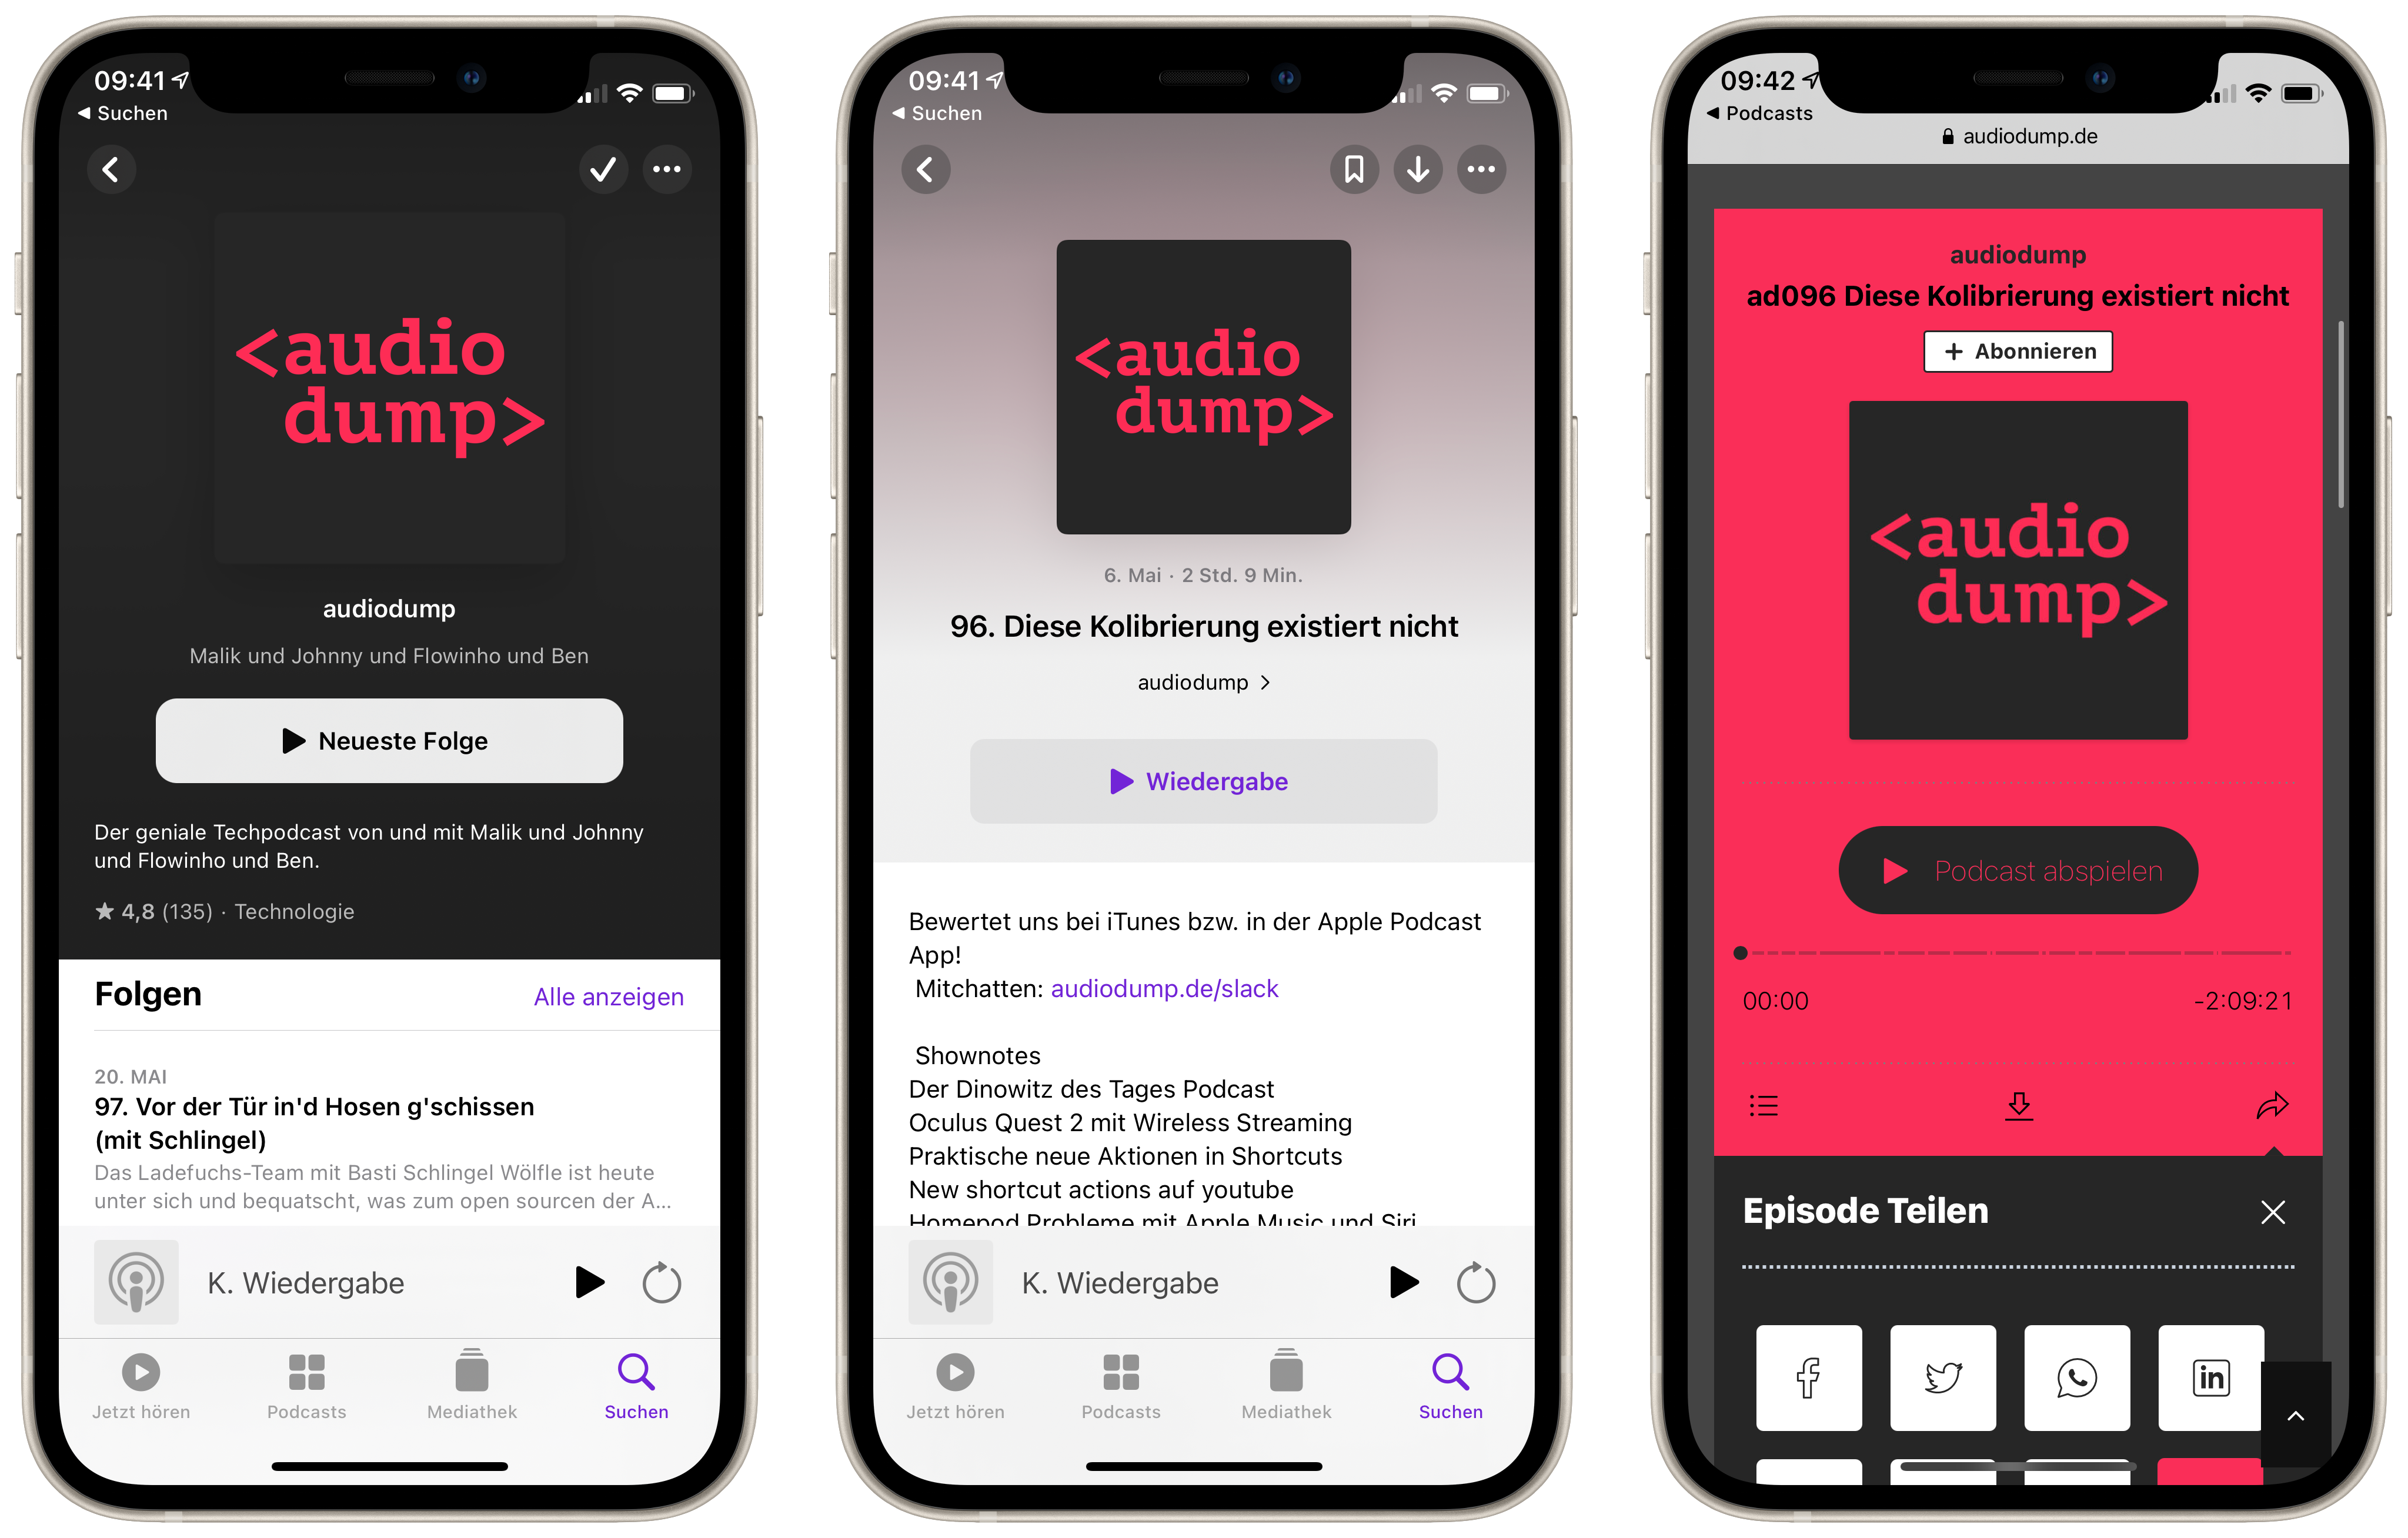 09:41
Suchen
<audio
dump>
audiodump
Malik und Johnny und Flowinho und Ben
Neueste Folge
Der geniale Techpodcast von und mit Malik und Johnny
und Flowinho und Ben.
★ 4,8 (135) · Technologie
Folgen
Alle anzeigen
20. MAI
97. Vor der Tür in'd Hosen g'schissen
(mit Schlingel)
Das Ladefuchs-Team mit Basti Schlingel Wölfle ist heute
unter sich und bequatscht, was zum open sourcen der A...
K. Wiedergabe
Jetzt hören
Podcasts
Mediathek
Suchen
09:41
Suchen
<audio
dump>
6. Mai · 2 Std. 9 Min.
96. Diese Kolibrierung existiert nicht
audiodump >
Wiedergabe
Bewertet uns bei iTunes bzw. in der Apple Podcast
App!
Mitchatten: audiodump.de/slack
Shownotes
Der Dinowitz des Tages Podcast
Oculus Quest 2 mit Wireless Streaming
Praktische neue Aktionen in Shortcuts
New shortcut actions auf youtube
Homepod Probleme mit Apple Music und Siri
K. Wiedergabe
Jetzt hören
Podcasts
Mediathek
Suchen
09:42
Podcasts
audiodump.de
audiodump
ad096 Diese Kolibrierung existiert nicht
+ Abonnieren
<audio
dump>
Podcast abspielen
00:00
-2:09:21
Episode Teilen
f
in